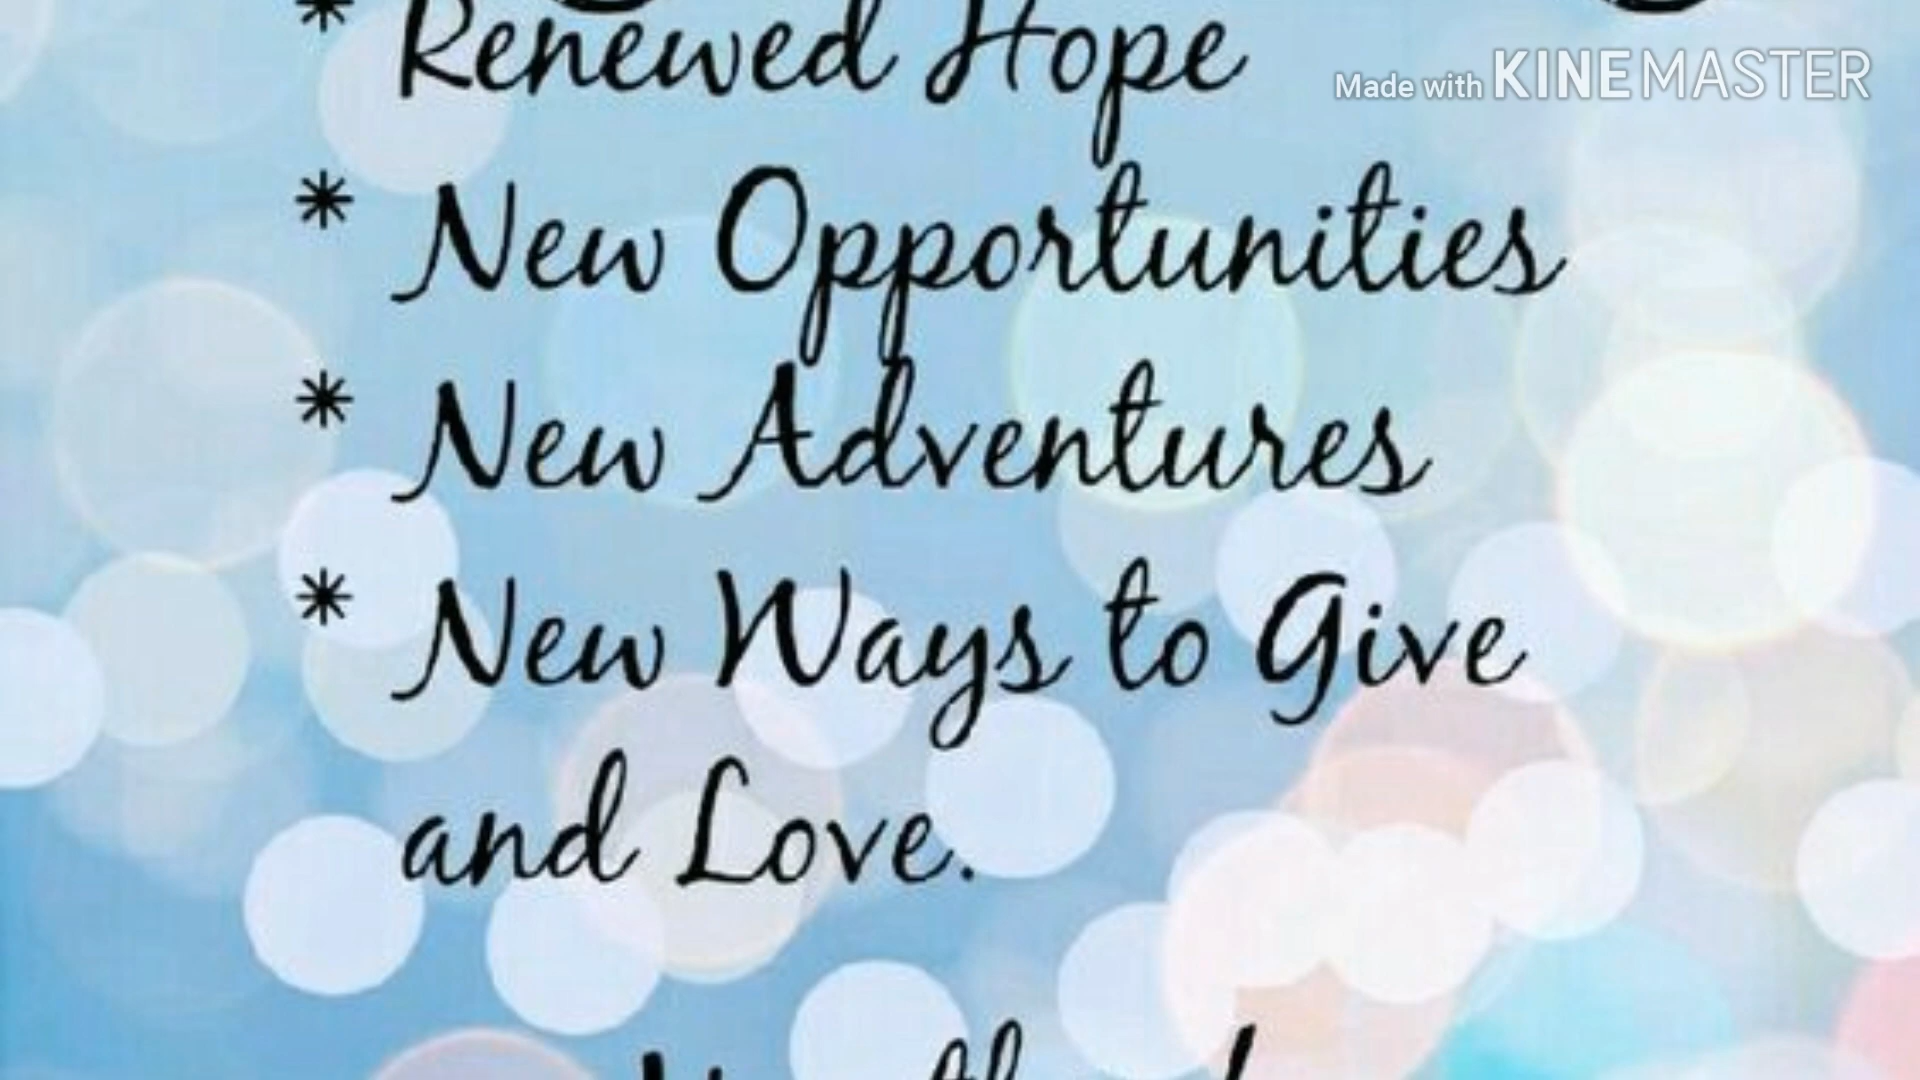 * Renewed Hope
Made with KINEMASTER
* New Opportunities
* New Adventures
* New Ways to Give
and Love.